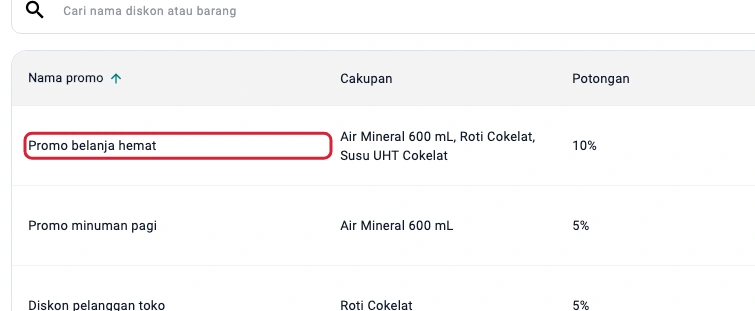 Cari nama diskon atau barang
Nama promo Cakupan Potongan
Promo belanja hemat Air Mineral 600 mL, Roti Cokelat, Susu UHT Cokelat 10%
Promo minuman pagi Air Mineral 600 mL 5%
Diskon pelanggan toko Roti Cokelat 5%